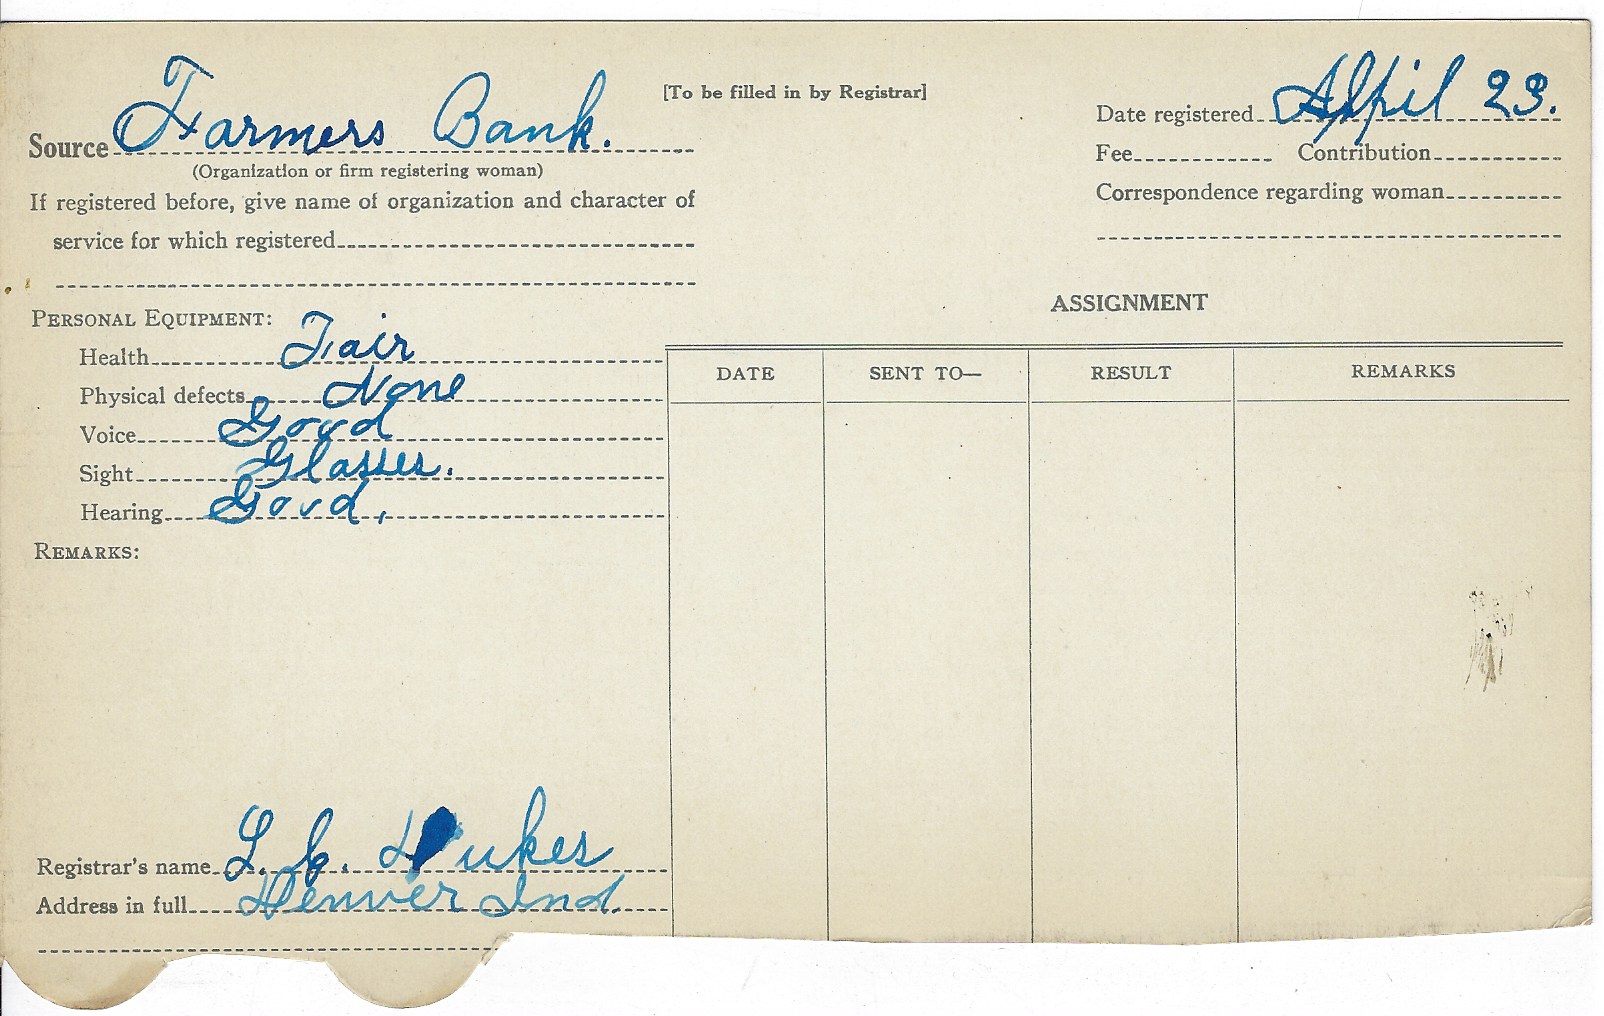 [To be filled in by Registrar]
Source Farmers Bank.
(Organization or firm registering woman)
If registered before, give name of organization and character of
service for which registered
Date registered April 23.
Fee Contribution
Correspondence regarding woman
PERSONAL EQUIPMENT:
Health Fair
Physical defects None
Voice Good
Sight Glasses.
Hearing Good,
REMARKS:
ASSIGNMENT
DATE SENT TO— RESULT REMARKS
Registrar's name L. C. Dukes
Address in full Denver Ind.